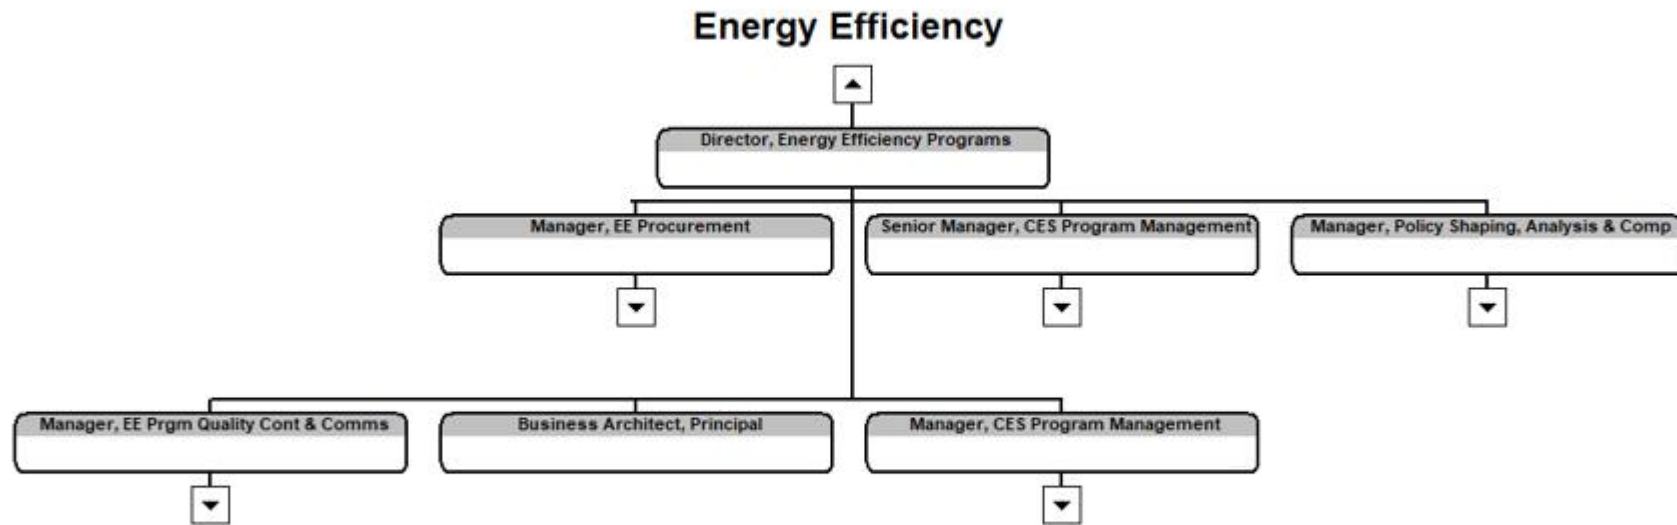 Energy Efficiency
Director, Energy Efficiency Programs
Manager, EE Procurement
Senior Manager, CES Program Management
Manager, Policy Shaping, Analysis & Comp
Manager, EE Prgm Quality Cont & Comms
Business Architect, Principal
Manager, CES Program Management